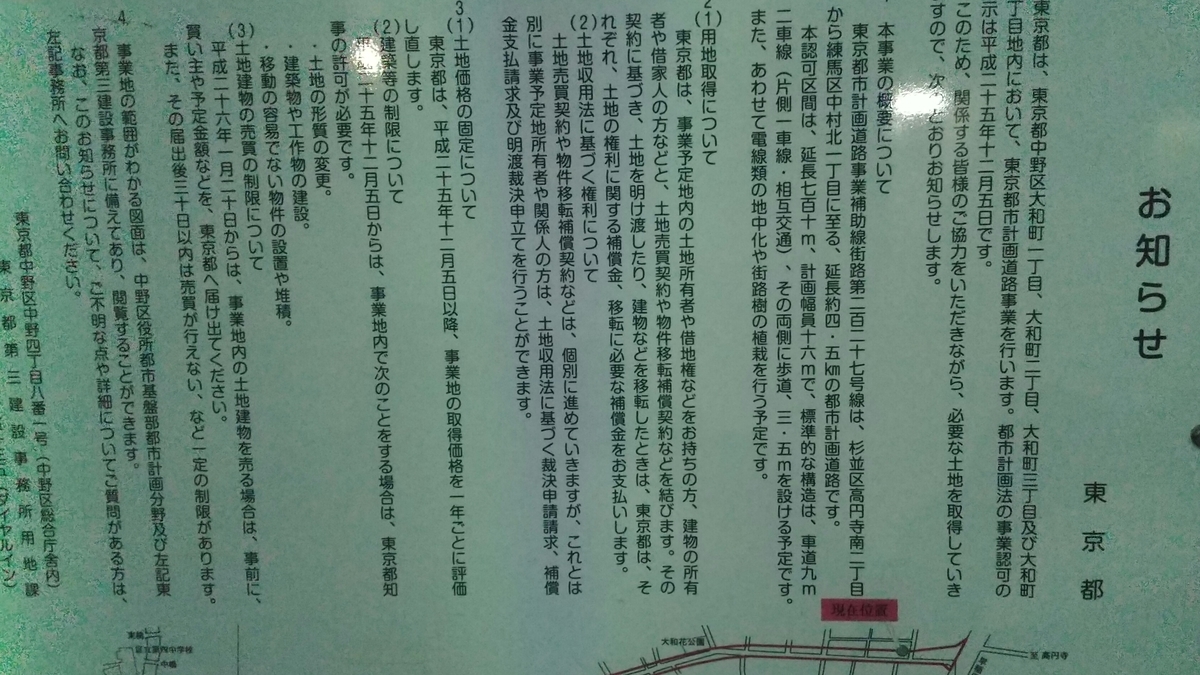 お知らせ
東京都
東京都は、東京都中野区大和町一丁目、大和町二丁目、大和町三丁目及び大和町
丁目地内において、東京都市計画道路事業を行います。都市計画法の事業認可の
示は平成二十五年十二月五日です。
このため、関係する皆様のご協力をいただきながら、必要な土地を取得していき
すので、次 とおりお知らせします。
本事業の概要について
東京都市計画道路事業補助線街路第二百二十七号線は、杉並区高円寺南二丁目
から練馬区中村北一丁目に至る、延長約四・五㎞の都市計画道路です。
本認可区間は、延長七百十m、計画幅員十六mで、標準的な構造は、車道九m
二車線（片側一車線・相互交通）、その両側に歩道、三・五mを設ける予定です。
また、あわせて電線類の地中化や街路樹の植栽を行う予定です。
2
(1)用地取得について
東京都は、事業予定地内の土地所有者や借地権などをお持ちの方、建物の所有
者や借家人の方などと、土地売買契約や物件移転補償契約などを結びます。その
契約に基づき、土地を明け渡したり、建物などを移転したときは、東京都は、そ
れぞれ、土地の権利に関する補償金、移転に必要な補償金をお支払いします。
(2)土地収用法に基づく権利について
土地売買契約や物件移転補償契約などは、個別に進めていきますが、これとは
別に事業予定地所有者や関係人の方は、土地収用法に基づく裁決申請請求、補償
金支払請求及び明渡裁決申立てを行うことができます。
3
(1)土地価格の固定について
東京都は、平成二十五年十二月五日以降、事業地の取得価格を一年ごとに評価
し直します。
(2)建築等の制限について
二十五年十二月五日からは、事業地内で次のことをする場合は、東京都知
事の許可が必要です。
・土地の形質の変更。
・建築物や工作物の建設。
・移動の容易でない物件の設置や堆積。
(3)土地建物の売買の制限について
平成二十六年一月二十日からは、事業地内の土地建物を売る場合は、事前に、
買い主や予定金額などを、東京都へ届け出てください。
また、その届出後三十日以内は売買が行えない、など一定の制限があります。
4
事業地の範囲がわかる図面は、中野区役所都市基盤部都市計画分野及び左記東
京都第三建設事務所に備えてあり、閲覧することができます。
なお、このお知らせについて、ご不明な点や詳細についてご質問がある方は、
左記事務所へお問い合わせください。
東京都中野区中野四丁目八番一号（中野区総合庁舎内）
東京都第三建設事務所用地課
（ダイヤルイン）
現在位置
大和花公園
至 高円寺
区立第四中学校